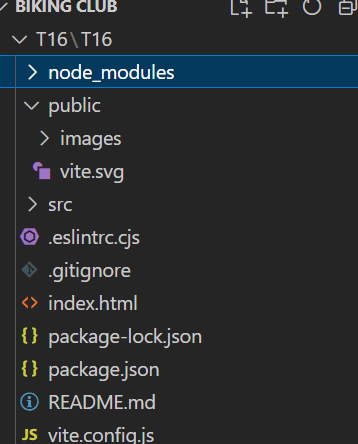 BIKING CLUB
T16\T16
node_modules
public
images
vite.svg
src
.eslintrc.cjs
.gitignore
index.html
{} package-lock.json
{} package.json
README.md
JS vite.config.js